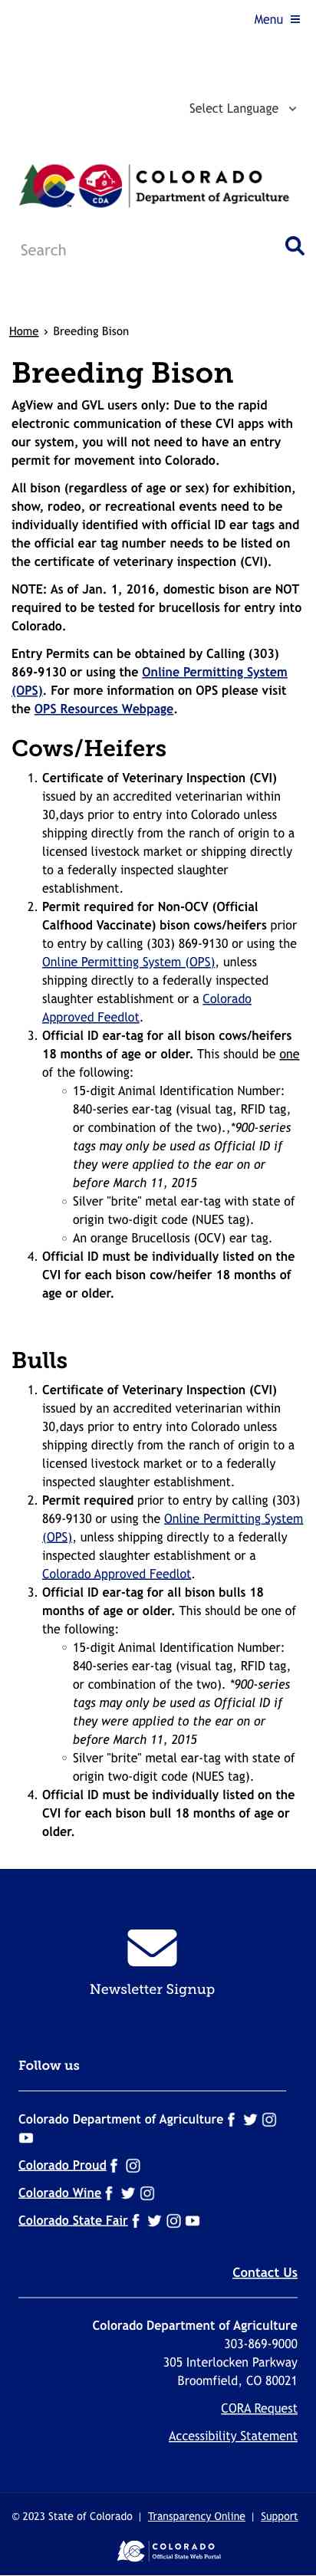 Menu
Select Language
COLORADO
Department of Agriculture
CDA
Search
Home › Breeding Bison
Breeding Bison
AgView and GVL users only: Due to the rapid
electronic communication of these CVI apps with
our system, you will not need to have an entry
permit for movement into Colorado.
All bison (regardless of age or sex) for exhibition,
show, rodeo, or recreational events need to be
individually identified with official ID ear tags and
the official ear tag number needs to be listed on
the certificate of veterinary inspection (CVI).
NOTE: As of Jan. 1, 2016, domestic bison are NOT
required to be tested for brucellosis for entry into
Colorado.
Entry Permits can be obtained by Calling (303)
869-9130 or using the Online Permitting System
(OPS). For more information on OPS please visit
the OPS Resources Webpage.
Cows/Heifers
1. Certificate of Veterinary Inspection (CVI)
issued by an accredited veterinarian within
30,days prior to entry into Colorado unless
shipping directly from the ranch of origin to a
licensed livestock market or shipping directly
to a federally inspected slaughter
establishment.
2. Permit required for Non-OCV (Official
Calfhood Vaccinate) bison cows/heifers prior
to entry by calling (303) 869-9130 or using the
Online Permitting System (OPS), unless
shipping directly to a federally inspected
slaughter establishment or a Colorado
Approved Feedlot.
3. Official ID ear-tag for all bison cows/heifers
18 months of age or older. This should be one
of the following:
◦ 15-digit Animal Identification Number:
840-series ear-tag (visual tag, RFID tag,
or combination of the two).,*900-series
tags may only be used as Official ID if
they were applied to the ear on or
before March 11, 2015
◦ Silver "brite" metal ear-tag with state of
origin two-digit code (NUES tag).
◦ An orange Brucellosis (OCV) ear tag.
4. Official ID must be individually listed on the
CVI for each bison cow/heifer 18 months of
age or older.
Bulls
1. Certificate of Veterinary Inspection (CVI)
issued by an accredited veterinarian within
30,days prior to entry into Colorado unless
shipping directly from the ranch of origin to a
licensed livestock market or to a federally
inspected slaughter establishment.
2. Permit required prior to entry by calling (303)
869-9130 or using the Online Permitting System
(OPS), unless shipping directly to a federally
inspected slaughter establishment or a
Colorado Approved Feedlot.
3. Official ID ear-tag for all bison bulls 18
months of age or older. This should be one of
the following:
◦ 15-digit Animal Identification Number:
840-series ear-tag (visual tag, RFID tag,
or combination of the two). *900-series
tags may only be used as Official ID if
they were applied to the ear on or
before March 11, 2015
◦ Silver "brite" metal ear-tag with state of
origin two-digit code (NUES tag).
4. Official ID must be individually listed on the
CVI for each bison bull 18 months of age or
older.
Newsletter Signup
Follow us
Colorado Department of Agriculture
Colorado Proud
Colorado Wine
Colorado State Fair
Contact Us
Colorado Department of Agriculture
303-869-9000
305 Interlocken Parkway
Broomfield, CO 80021
CORA Request
Accessibility Statement
© 2023 State of Colorado | Transparency Online | Support
COLORADO
Official State Web Portal